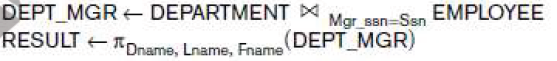 DEPT_MGR ← DEPARTMENT ⋈ Mgr_ssn=Ssn EMPLOYEE
RESULT ← π Dname, Lname, Fname(DEPT_MGR)